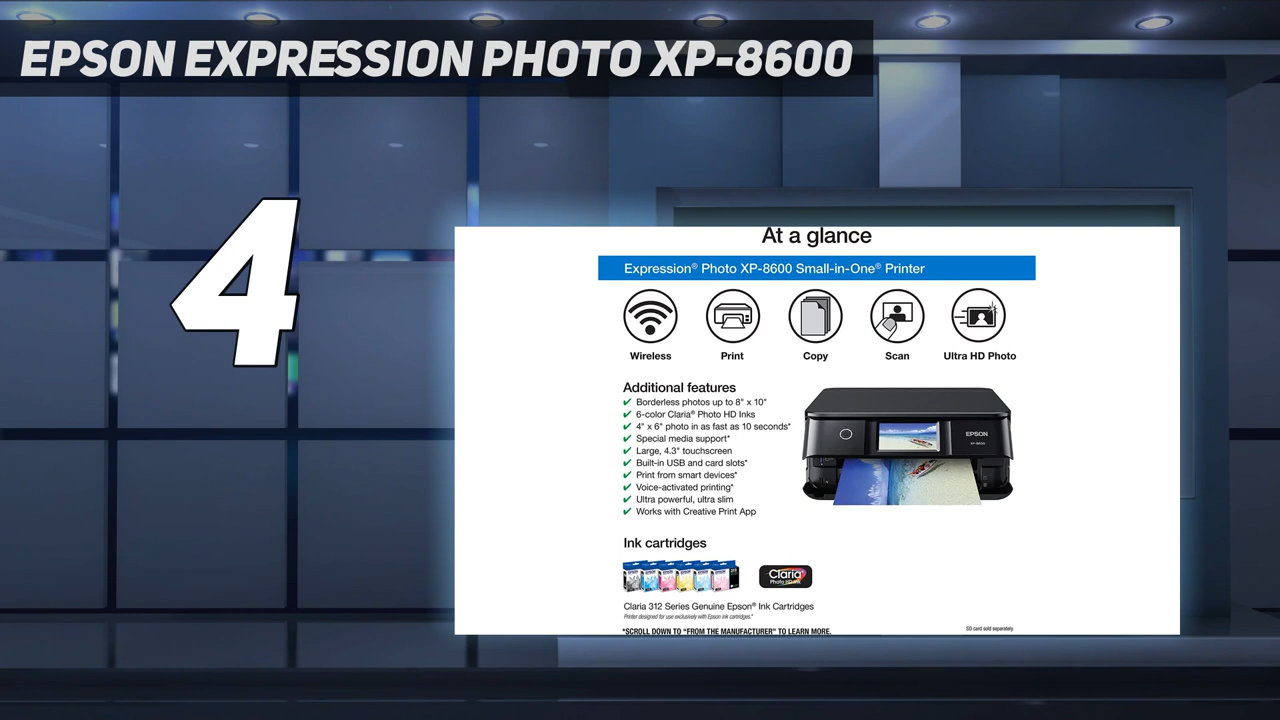 EPSON EXPRESSION PHOTO XP-8600
4
At a glance
Expression® Photo XP-8600 Small-in-One® Printer
Wireless
Print
Copy
Scan
Ultra HD Photo
Additional features
✔ Borderless photos up to 8" x 10"
✔ 6-color Claria® Photo HD Inks
✔ 4" x 6" photo in as fast as 10 seconds*
✔ Special media support*
✔ Large, 4.3" touchscreen
✔ Built-in USB and card slots*
✔ Print from smart devices*
✔ Voice-activated printing*
✔ Ultra powerful, ultra slim
✔ Works with Creative Print App
EPSON
XP-8600
Ink cartridges
Claria
Photo HD Ink
Claria 312 Series Genuine Epson® Ink Cartridges
Printer designed for use exclusively with Epson ink cartridges.*
*SCROLL DOWN TO “FROM THE MANUFACTURER” TO LEARN MORE.
SD card sold separately.